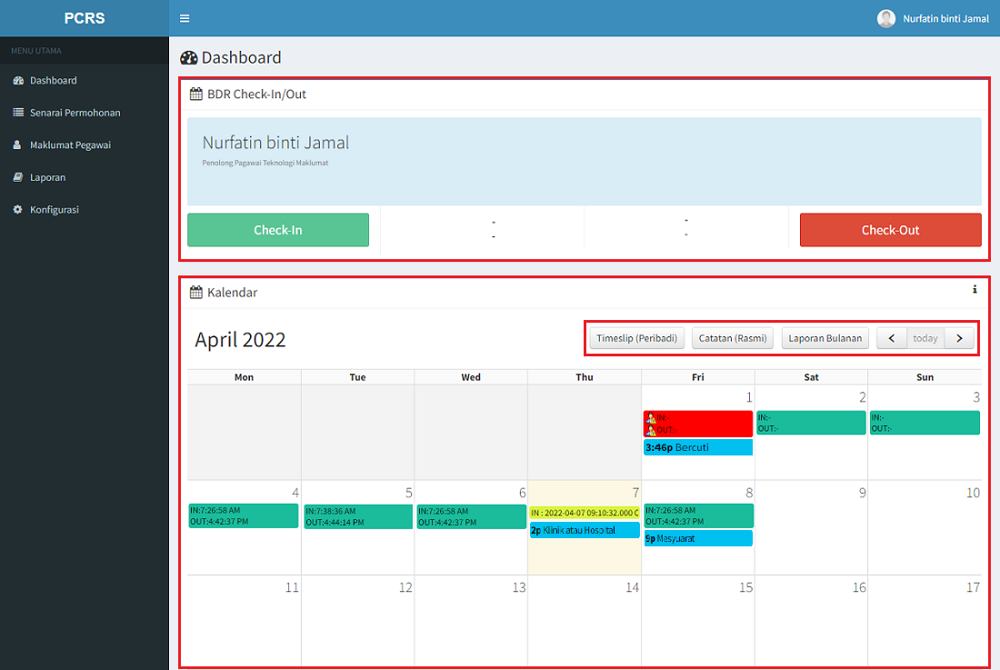 PCRS
Nurfatin binti Jamal
MENU UTAMA
Dashboard
Senarai Permohonan
Maklumat Pegawai
Laporan
Konfigurasi
Dashboard
BDR Check-In/Out
Nurfatin binti Jamal
Penolong Pagawai Teknologi Maklumat
Check-In
-
-
-
-
Check-Out
Kalendar
i
April 2022
Timeslip (Peribadi) Catatan (Rasmi) Laporan Bulanan < today >
Mon Tue Wed Thu Fri Sat Sun
1 2 3
IN:- IN:- IN:-
OUT:- OUT:- OUT:-
3:46p Bercuti
4 5 6 7 8 9 10
IN:7:26:58 AM IN:7:38:36 AM IN:7:26:58 AM IN : 2022-04-07 09:10:32.000 IN:7:26:58 AM
OUT:4:42:37 PM OUT:4:44:14 PM OUT:4:42:37 PM OUT:4:42:37 PM
2p Klinik atau Hospital 9p Mesyuarat
11 12 13 14 15 16 17